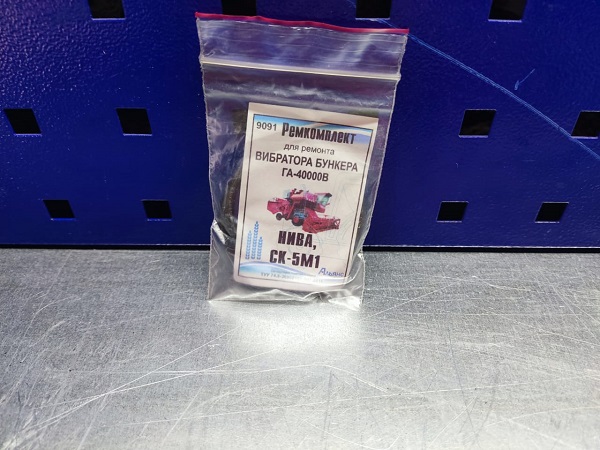 9091 Ремкомплект
для ремонта
ВИБРАТОРА БУНКЕРА
ГА-40000В
НИВА,
СК-5М1